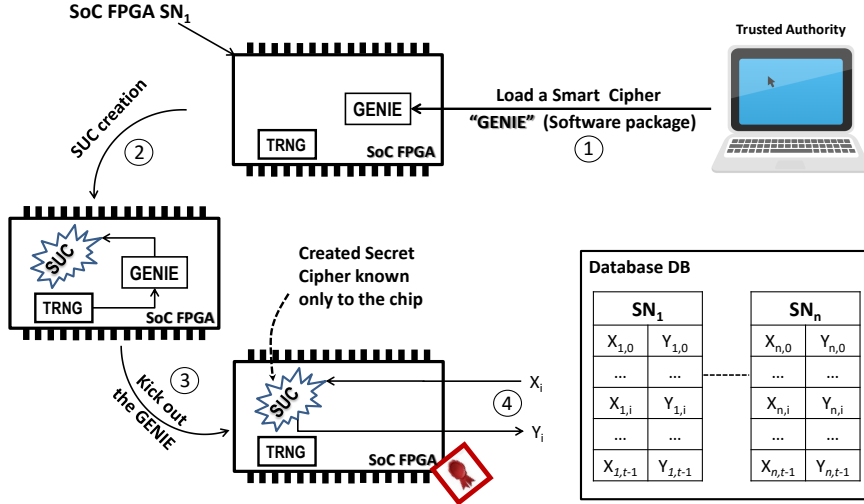 SoC FPGA SN1
Trusted Authority
GENIE
Load a Smart Cipher
"GENIE" (Software package)
1
TRNG
SoC FPGA
SUC creation
2
SUC
GENIE
TRNG
SoC FPGA
Created Secret
Cipher known
only to the chip
3
Kick out
the GENIE
SUC
4
Xi
Yi
TRNG
SoC FPGA
Database DB
SN1 SNn
X1,0 Y1,0 Xn,0 Yn,0
... ... ... ...
X1,i Y1,i Xn,i Yn,i
... ... ... ...
X1,t-1 Y1,t-1 Xn,t-1 Yn,t-1